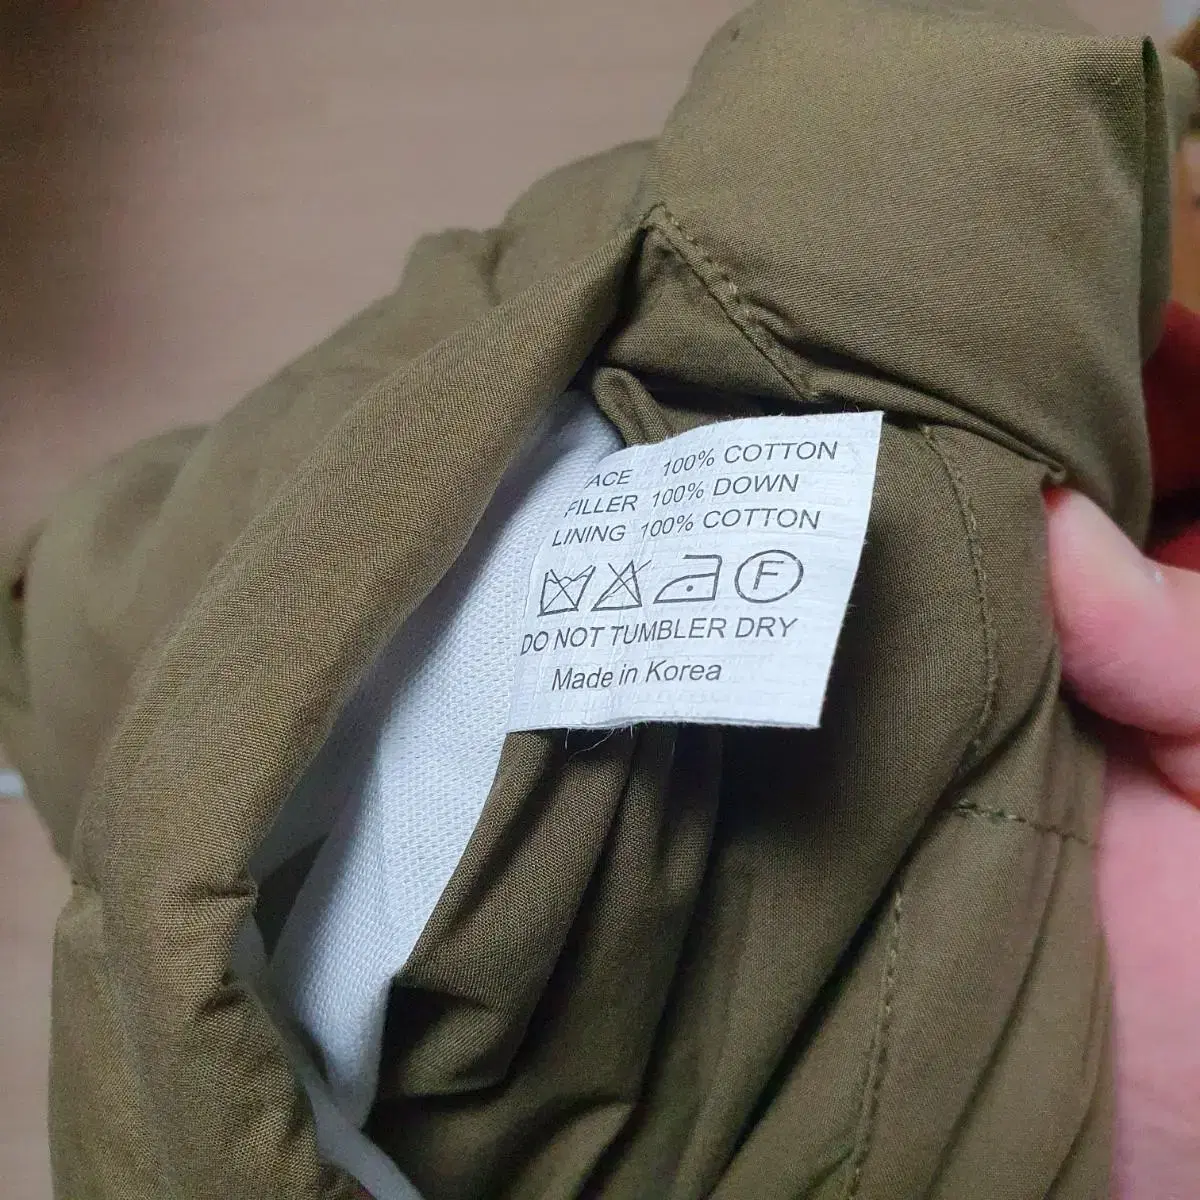 ACE 100% COTTON
FILLER 100% DOWN
LINING 100% COTTON
F
DO NOT TUMBLER DRY
Made in Korea